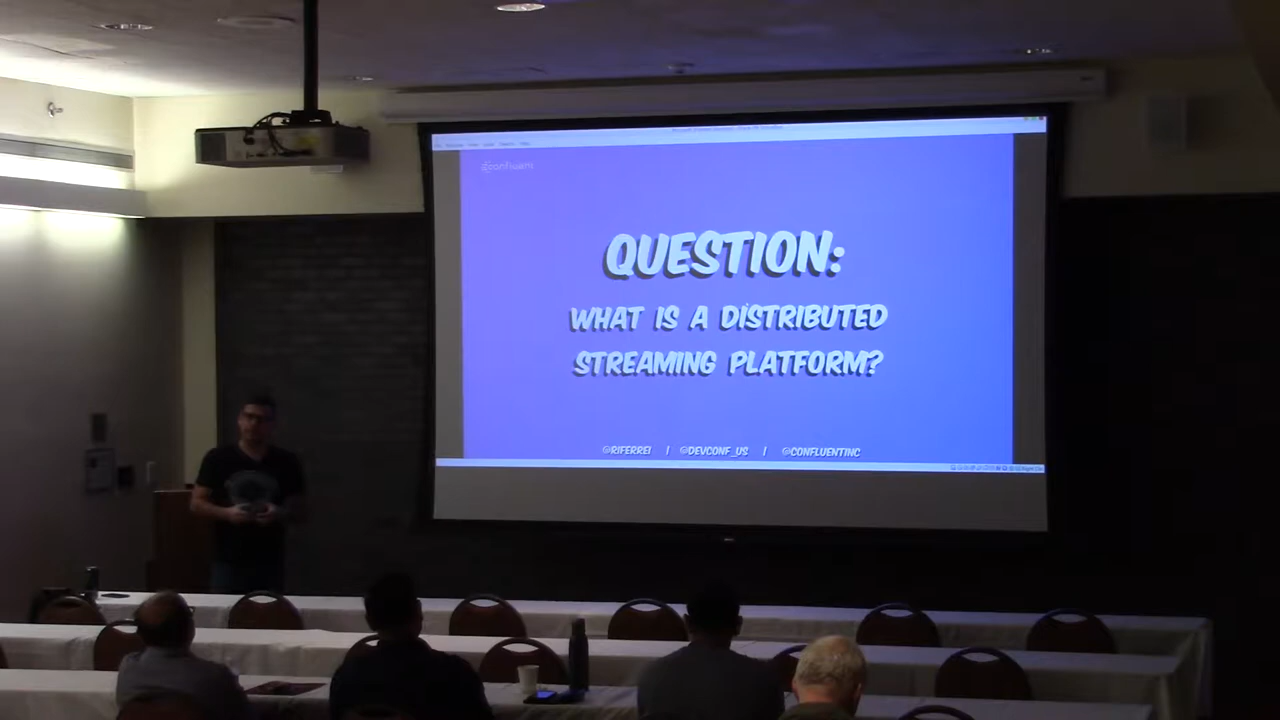 confluent
QUESTION:
WHAT IS A DISTRIBUTED
STREAMING PLATFORM?
@RIFERREI | @DEVCONF_US | @CONFLUENTINC